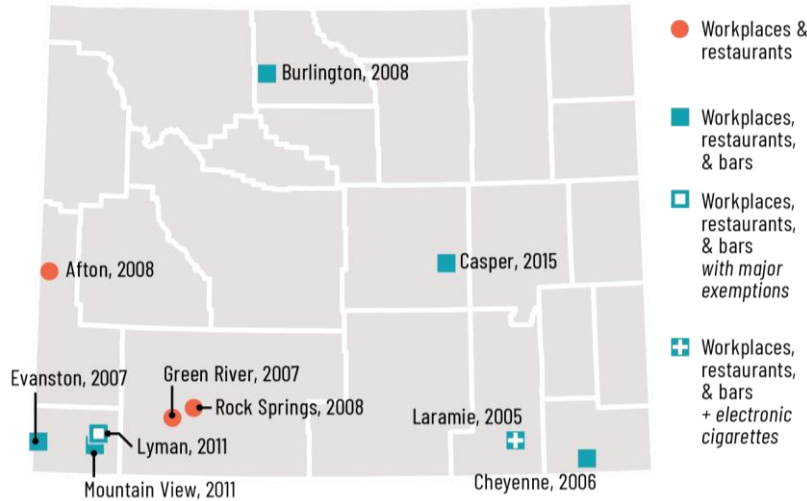 Burlington, 2008
Afton, 2008
Casper, 2015
Evanston, 2007
Green River, 2007
Rock Springs, 2008
Lyman, 2011
Mountain View, 2011
Laramie, 2005
Cheyenne, 2006
Workplaces &
restaurants
Workplaces,
restaurants,
& bars
Workplaces,
restaurants,
& bars
with major
exemptions
Workplaces,
restaurants,
& bars
+ electronic
cigarettes